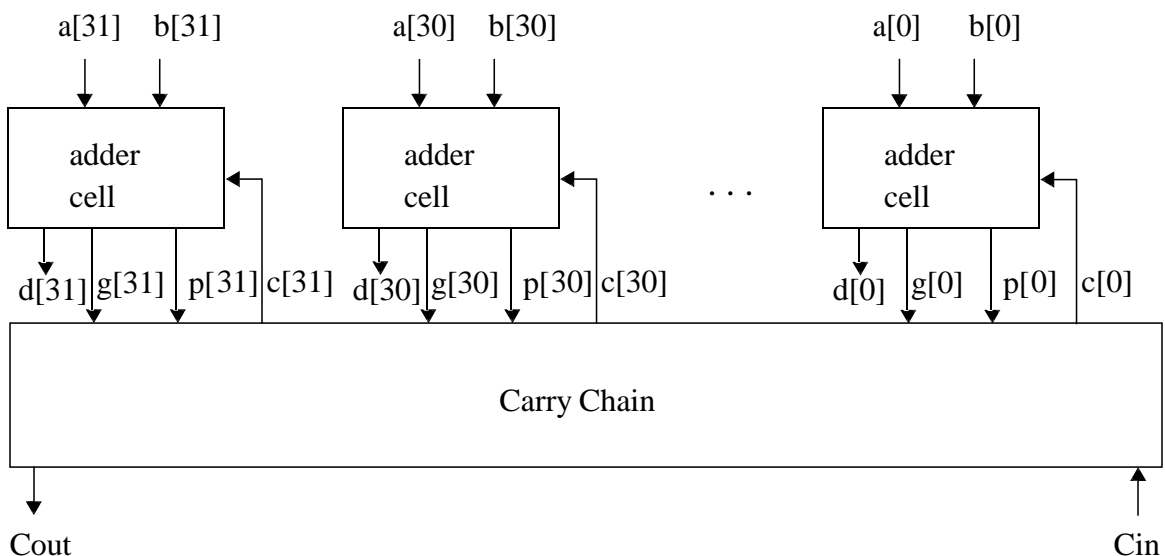 a[31] b[31] a[30] b[30] a[0] b[0]
adder adder adder
cell cell . . . cell
d[31] g[31] p[31] c[31] d[30] g[30] p[30] c[30] d[0] g[0] p[0] c[0]
Carry Chain
Cout Cin